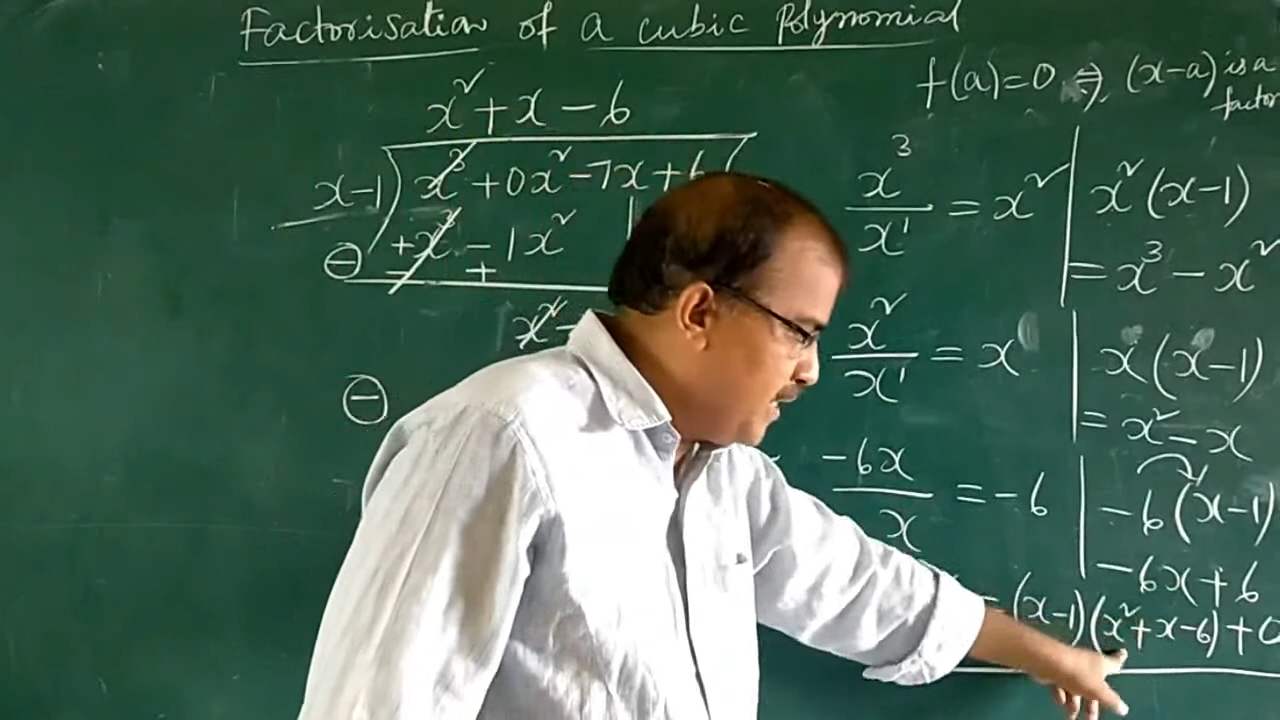 Factorisation of a cubic Polynomial
f(a)=0 ⇒ (x-a) is a factor
x² + x - 6
x-1) x³ + 0x² - 7x + 6 (
⊖ +x³ - 1x²
- +
x² -
⊖
x³/x¹ = x²
x²(x-1)
= x³ - x²
x²/x¹ = x
x(x-1)
= x² - x
-6x/x = -6
-6(x-1)
-6x+6
= (x-1)(x²+x-6)+0